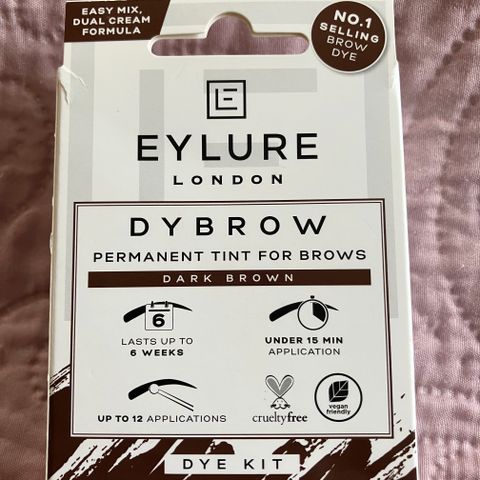 EASY MIX,
DUAL CREAM
FORMULA
NO.1
SELLING
BROW
DYE
E
EYLURE
LONDON
DYBROW
PERMANENT TINT FOR BROWS
DARK BROWN
6
LASTS UP TO
6 WEEKS
UNDER 15 MIN
APPLICATION
UP TO 12 APPLICATIONS
crueltyfree
vegan
friendly
DYE KIT